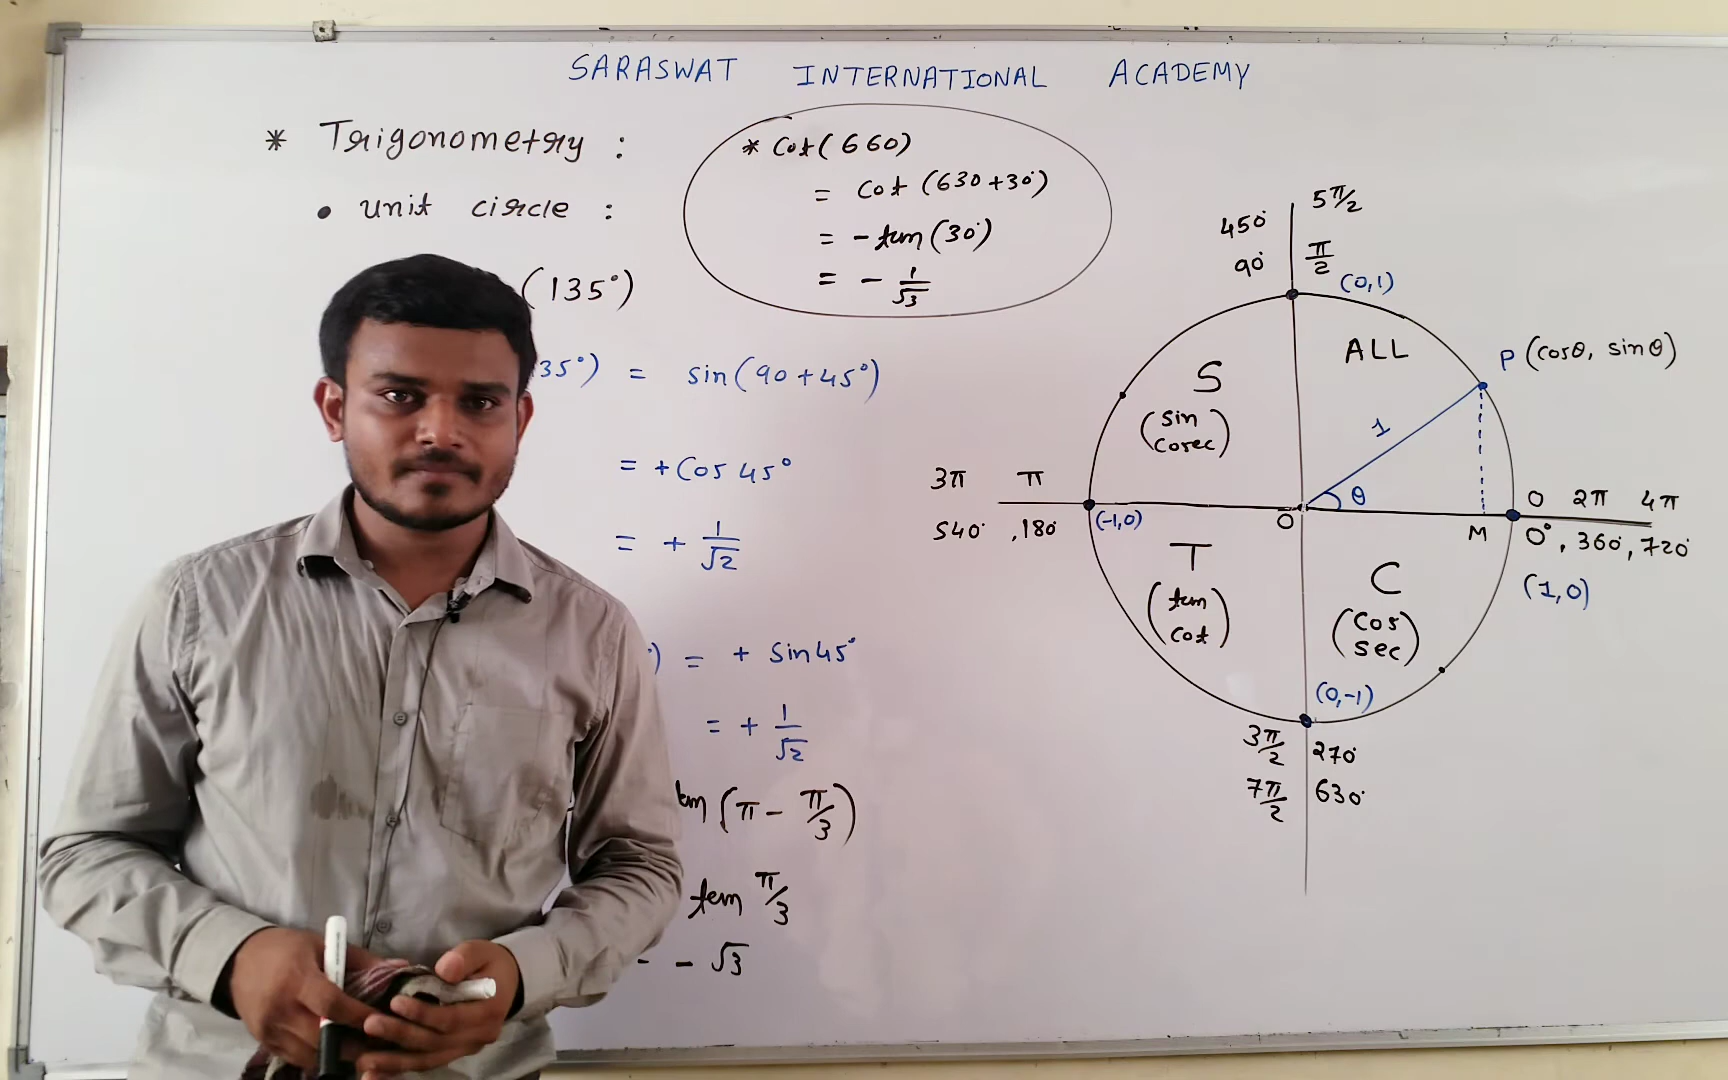 SARASWAT INTERNATIONAL ACADEMY
* Trigonometry :
• unit circle :
(135°)
35°) = sin(90+45°)
= +Cos 45°
= + 1/√2
) = + Sin45°
= + 1/√2
tan (π - π/3)
tan π/3
- √3
* Cot(660)
= Cot (630+30°)
= -tan(30°)
= - 1/√3
450° 5π/2
90° π/2
(0,1)
ALL
P (cosθ, sinθ)
S
(sin
cosec)
1
θ
3π π
540°, 180°
(-1,0)
O
M
0 2π 4π
0°, 360°, 720°
(1,0)
T
(tan
cot)
C
(cos
sec)
(0,-1)
3π/2 270°
7π/2 630°